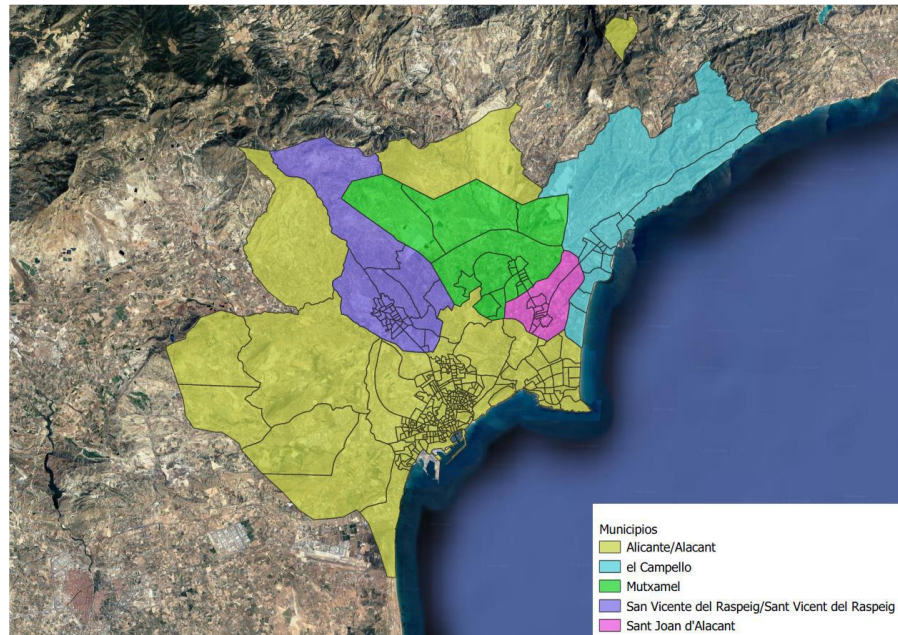 Municipios
Alicante/Alacant
el Campello
Mutxamel
San Vicente del Raspeig/Sant Vicent del Raspeig
Sant Joan d'Alacant